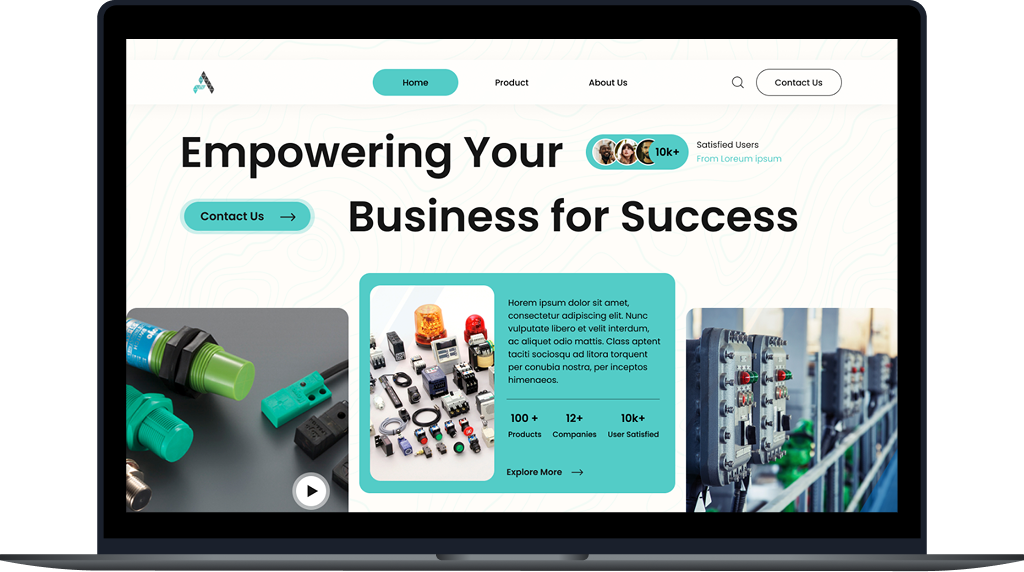 Home
Product
About Us
Contact Us
Empowering Your
10k+
Satisfied Users
From Loreum Ipsum
Contact Us
Business for Success
Horem ipsum dolor sit amet,
consectetur adipiscing elit. Nunc
vulputate libero et velit interdum,
ac aliquet odio mattis. Class aptent
taciti sociosqu ad litora torquent
per conubia nostra, per inceptos
himenaeos.
100 +
12+
10k+
Products
Companies
User Satisfied
Explore More